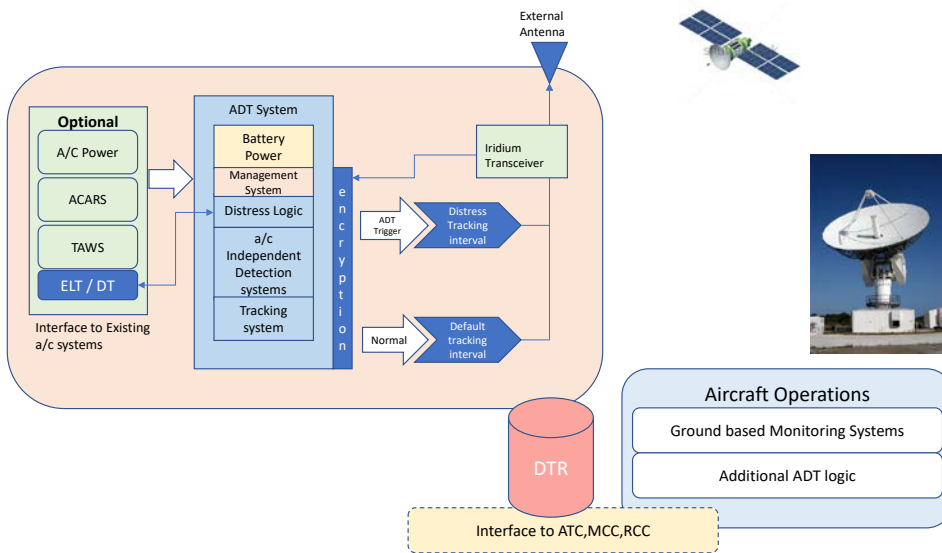 External
Antenna
ADT System
Optional
Battery
Power
A/C Power
Iridium
Transceiver
Management
System
ACARS
encryption
Distress Logic
ADT
Trigger
Distress
Tracking
interval
TAWS
a/c
Independent
Detection
systems
ELT / DT
Tracking
system
Interface to Existing
a/c systems
Normal
Default
tracking
interval
Aircraft Operations
Ground based Monitoring Systems
DTR
Additional ADT logic
Interface to ATC,MCC,RCC